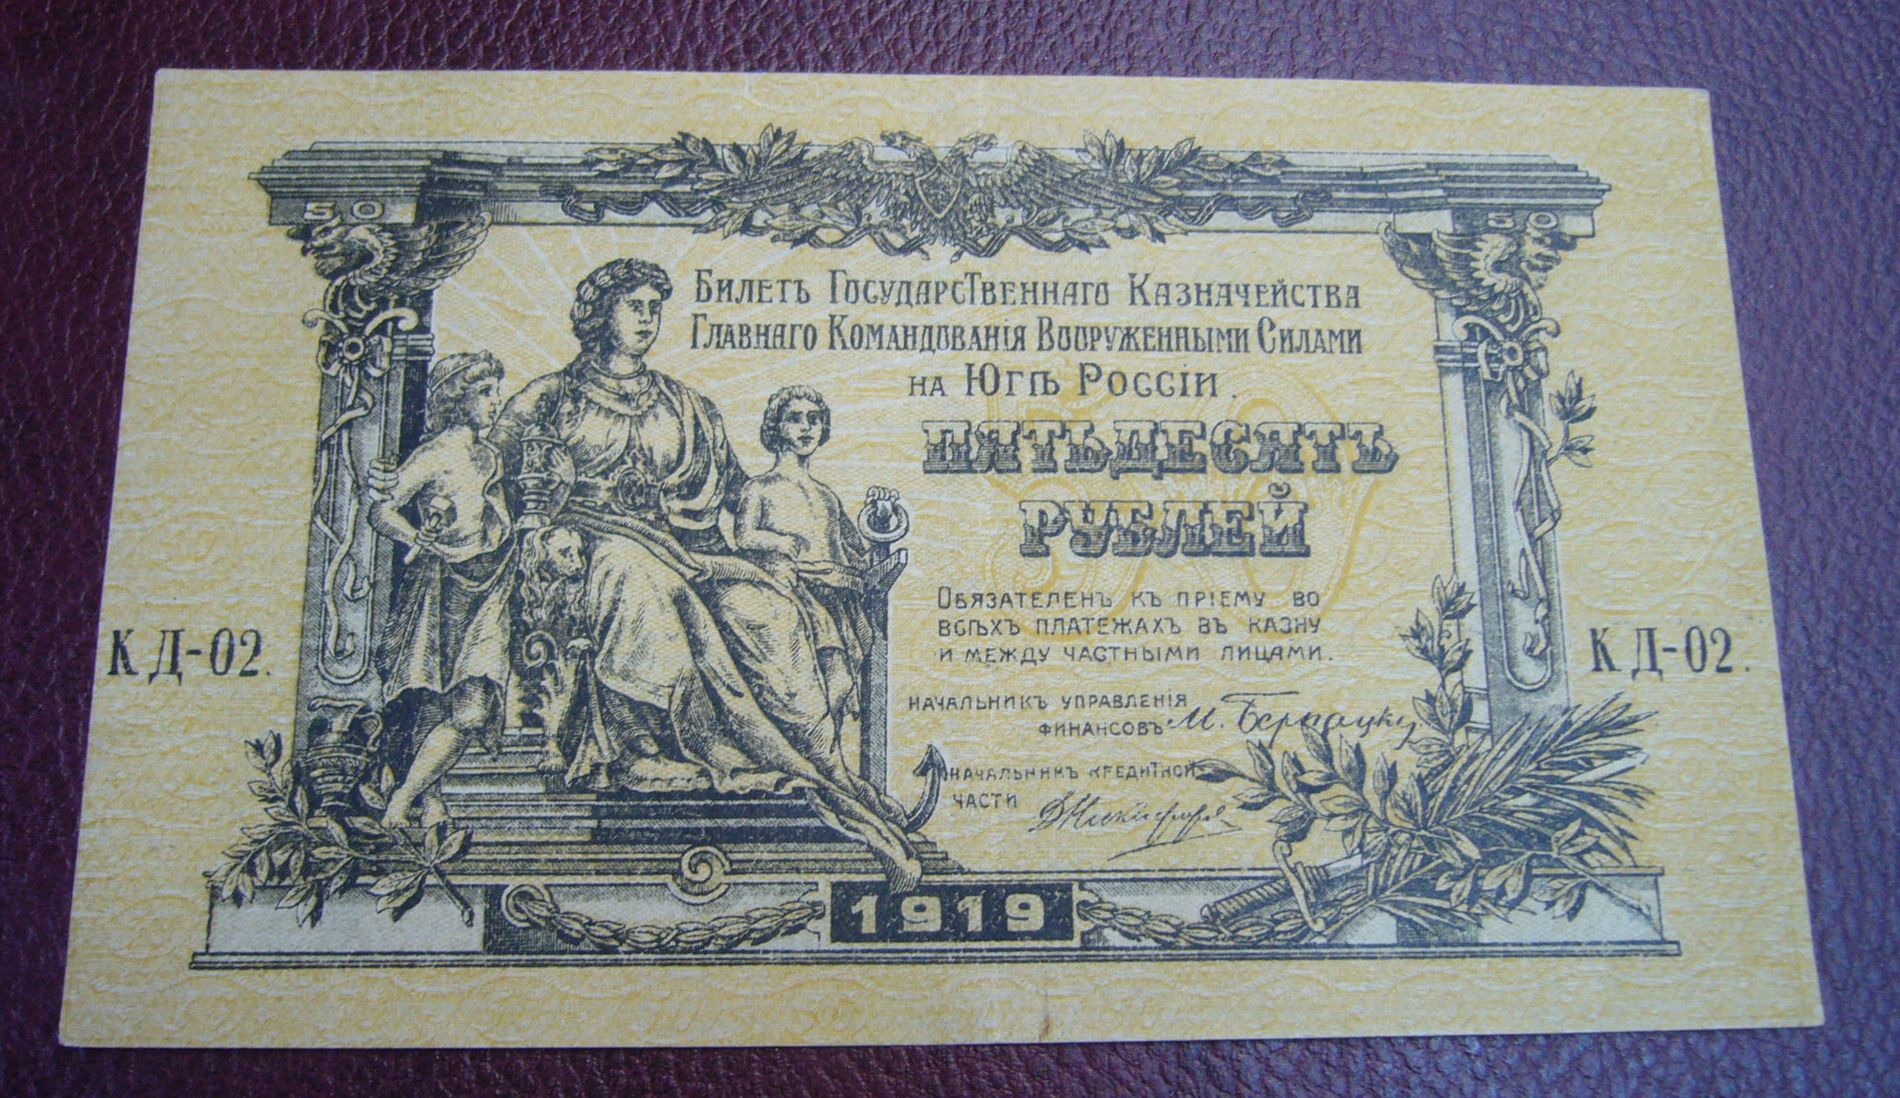 50
50
Билетъ Государственнаго Казначейства
Главнаго Командованія Вооруженными Силами
на Югѣ Россіи.
ПЯТЬДЕСЯТЪ
РУБЛЕЙ
Обязателенъ къ пріему во
всѣхъ платежахъ въ казну
и между частными лицами.
КД-02.
КД-02.
Начальникъ управленія
финансовъ М. Бернацкій
Начальникъ кредитной
части
1919